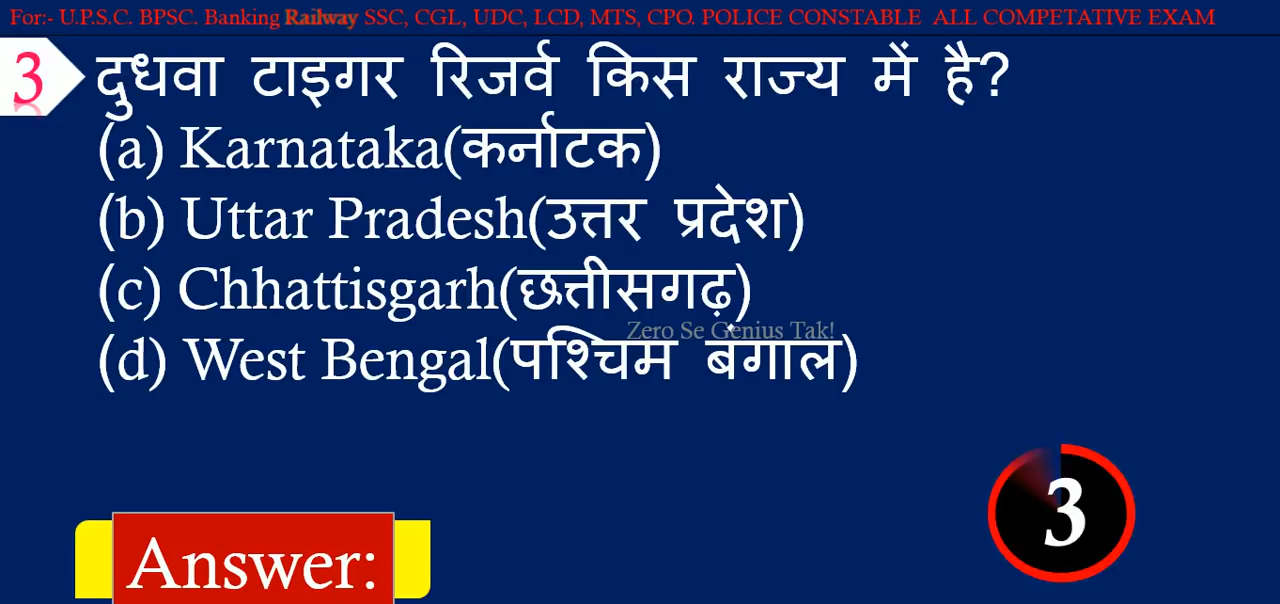 For:- U.P.S.C. BPSC. Banking Railway SSC, CGL, UDC, LCD, MTS, CPO. POLICE CONSTABLE ALL COMPETATIVE EXAM
3 दुधवा टाइगर रिजर्व किस राज्य में है?
(a) Karnataka(कर्नाटक)
(b) Uttar Pradesh(उत्तर प्रदेश)
(c) Chhattisgarh(छत्तीसगढ़)
Zero Se Genius Tak!
(d) West Bengal(पश्चिम बंगाल)
3
Answer: